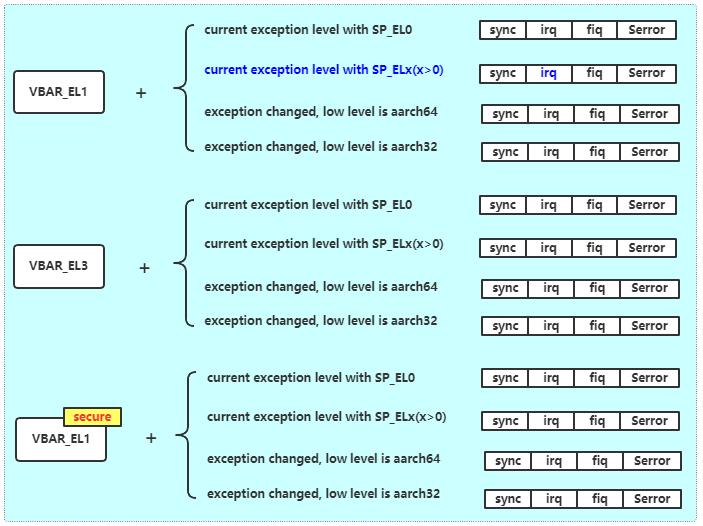 current exception level with SP_EL0 sync irq fiq Serror
current exception level with SP_ELx(x>0) sync irq fiq Serror
VBAR_EL1 +
exception changed, low level is aarch64 sync irq fiq Serror
exception changed, low level is aarch32 sync irq fiq Serror
current exception level with SP_EL0 sync irq fiq Serror
current exception level with SP_ELx(x>0) sync irq fiq Serror
VBAR_EL3 +
exception changed, low level is aarch64 sync irq fiq Serror
exception changed, low level is aarch32 sync irq fiq Serror
current exception level with SP_EL0 sync irq fiq Serror
secure
current exception level with SP_ELx(x>0) sync irq fiq Serror
VBAR_EL1 +
exception changed, low level is aarch64 sync irq fiq Serror
exception changed, low level is aarch32 sync irq fiq Serror